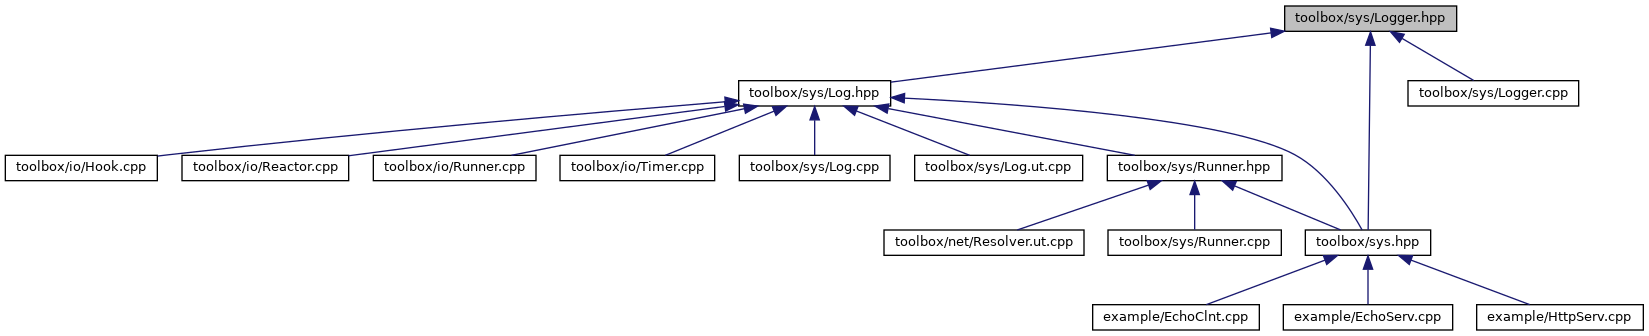 toolbox/sys/Logger.hpp
toolbox/sys/Log.hpp
toolbox/sys/Logger.cpp
toolbox/io/Hook.cpp
toolbox/io/Reactor.cpp
toolbox/io/Runner.cpp
toolbox/io/Timer.cpp
toolbox/sys/Log.cpp
toolbox/sys/Log.ut.cpp
toolbox/sys/Runner.hpp
toolbox/net/Resolver.ut.cpp
toolbox/sys/Runner.cpp
toolbox/sys.hpp
example/EchoClnt.cpp
example/EchoServ.cpp
example/HttpServ.cpp